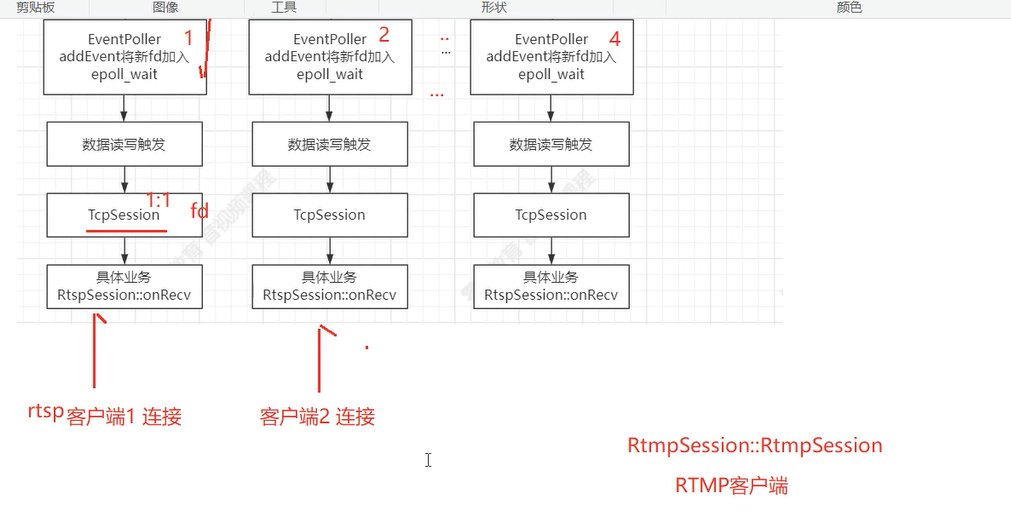 剪贴板 图像 工具 形状 颜色
EventPoller 1
addEvent将新fd加入
epoll_wait
EventPoller 2
addEvent将新fd加入
epoll_wait
..
...
...
EventPoller 4
addEvent将新fd加入
epoll_wait
数据读写触发
数据读写触发
数据读写触发
1:1
TcpSession fd
TcpSession
TcpSession
具体业务
RtspSession::onRecv
具体业务
RtspSession::onRecv
具体业务
RtspSession::onRecv
rtsp客户端1 连接
客户端2 连接
RtmpSession::RtmpSession
RTMP客户端